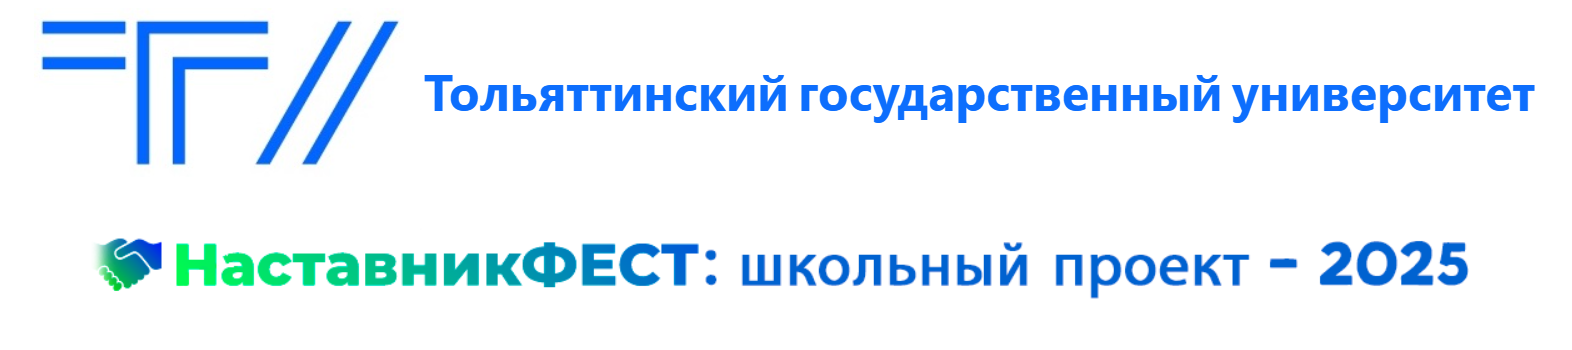 Тольяттинский государственный университет
НаставникФЕСТ: школьный проект - 2025